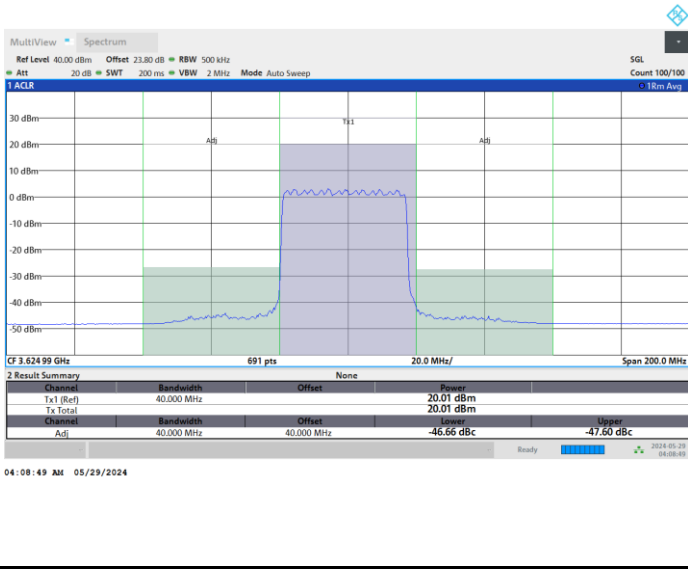 MultiView Spectrum
Ref Level 40.00 dBm Offset 23.80 dB RBW 500 kHz SGL
Att 20 dB SWT 200 ms VBW 2 MHz Mode Auto Sweep Count 100/100
1 ACLR 1Rm Avg
30 dBm
Tx1
20 dBm
Adj Adj
10 dBm
0 dBm
-10 dBm
-20 dBm
-30 dBm
-40 dBm
-50 dBm
CF 3.624 99 GHz 691 pts 20.0 MHz/ Span 200.0 MHz
2 Result Summary None
Channel Bandwidth Offset Power
Tx1 (Ref) 40.000 MHz 20.01 dBm
Tx Total 20.01 dBm
Channel Bandwidth Offset Lower Upper
Adj 40.000 MHz 40.000 MHz -46.66 dBc -47.60 dBc
Ready 2024-05-29
04:08:49
04:08:49 AM 05/29/2024